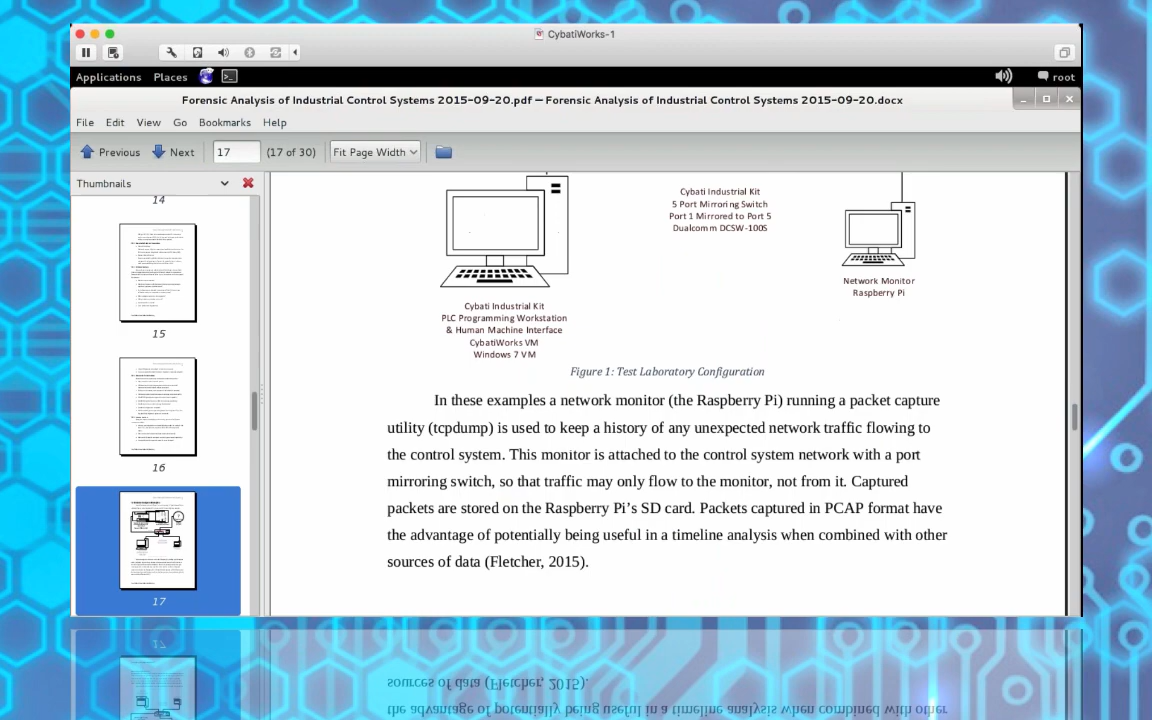 CybatiWorks-1
Applications Places root
Forensic Analysis of Industrial Control Systems 2015-09-20.pdf — Forensic Analysis of Industrial Control Systems 2015-09-20.docx
File Edit View Go Bookmarks Help
Previous Next 17 (17 of 30) Fit Page Width
Thumbnails
14
15
16
17
Cybati Industrial Kit
5 Port Mirroring Switch
Port 1 Mirrored to Port 5
Dualcomm DCSW-100S
Network Monitor
Raspberry Pi
Cybati Industrial Kit
PLC Programming Workstation
& Human Machine Interface
CybatiWorks VM
Windows 7 VM
Figure 1: Test Laboratory Configuration
In these examples a network monitor (the Raspberry Pi) running a packet capture
utility (tcpdump) is used to keep a history of any unexpected network traffic flowing to
the control system. This monitor is attached to the control system network with a port
mirroring switch, so that traffic may only flow to the monitor, not from it. Captured
packets are stored on the Raspberry Pi's SD card. Packets captured in PCAP format have
the advantage of potentially being useful in a timeline analysis when combined with other
sources of data (Fletcher, 2015).